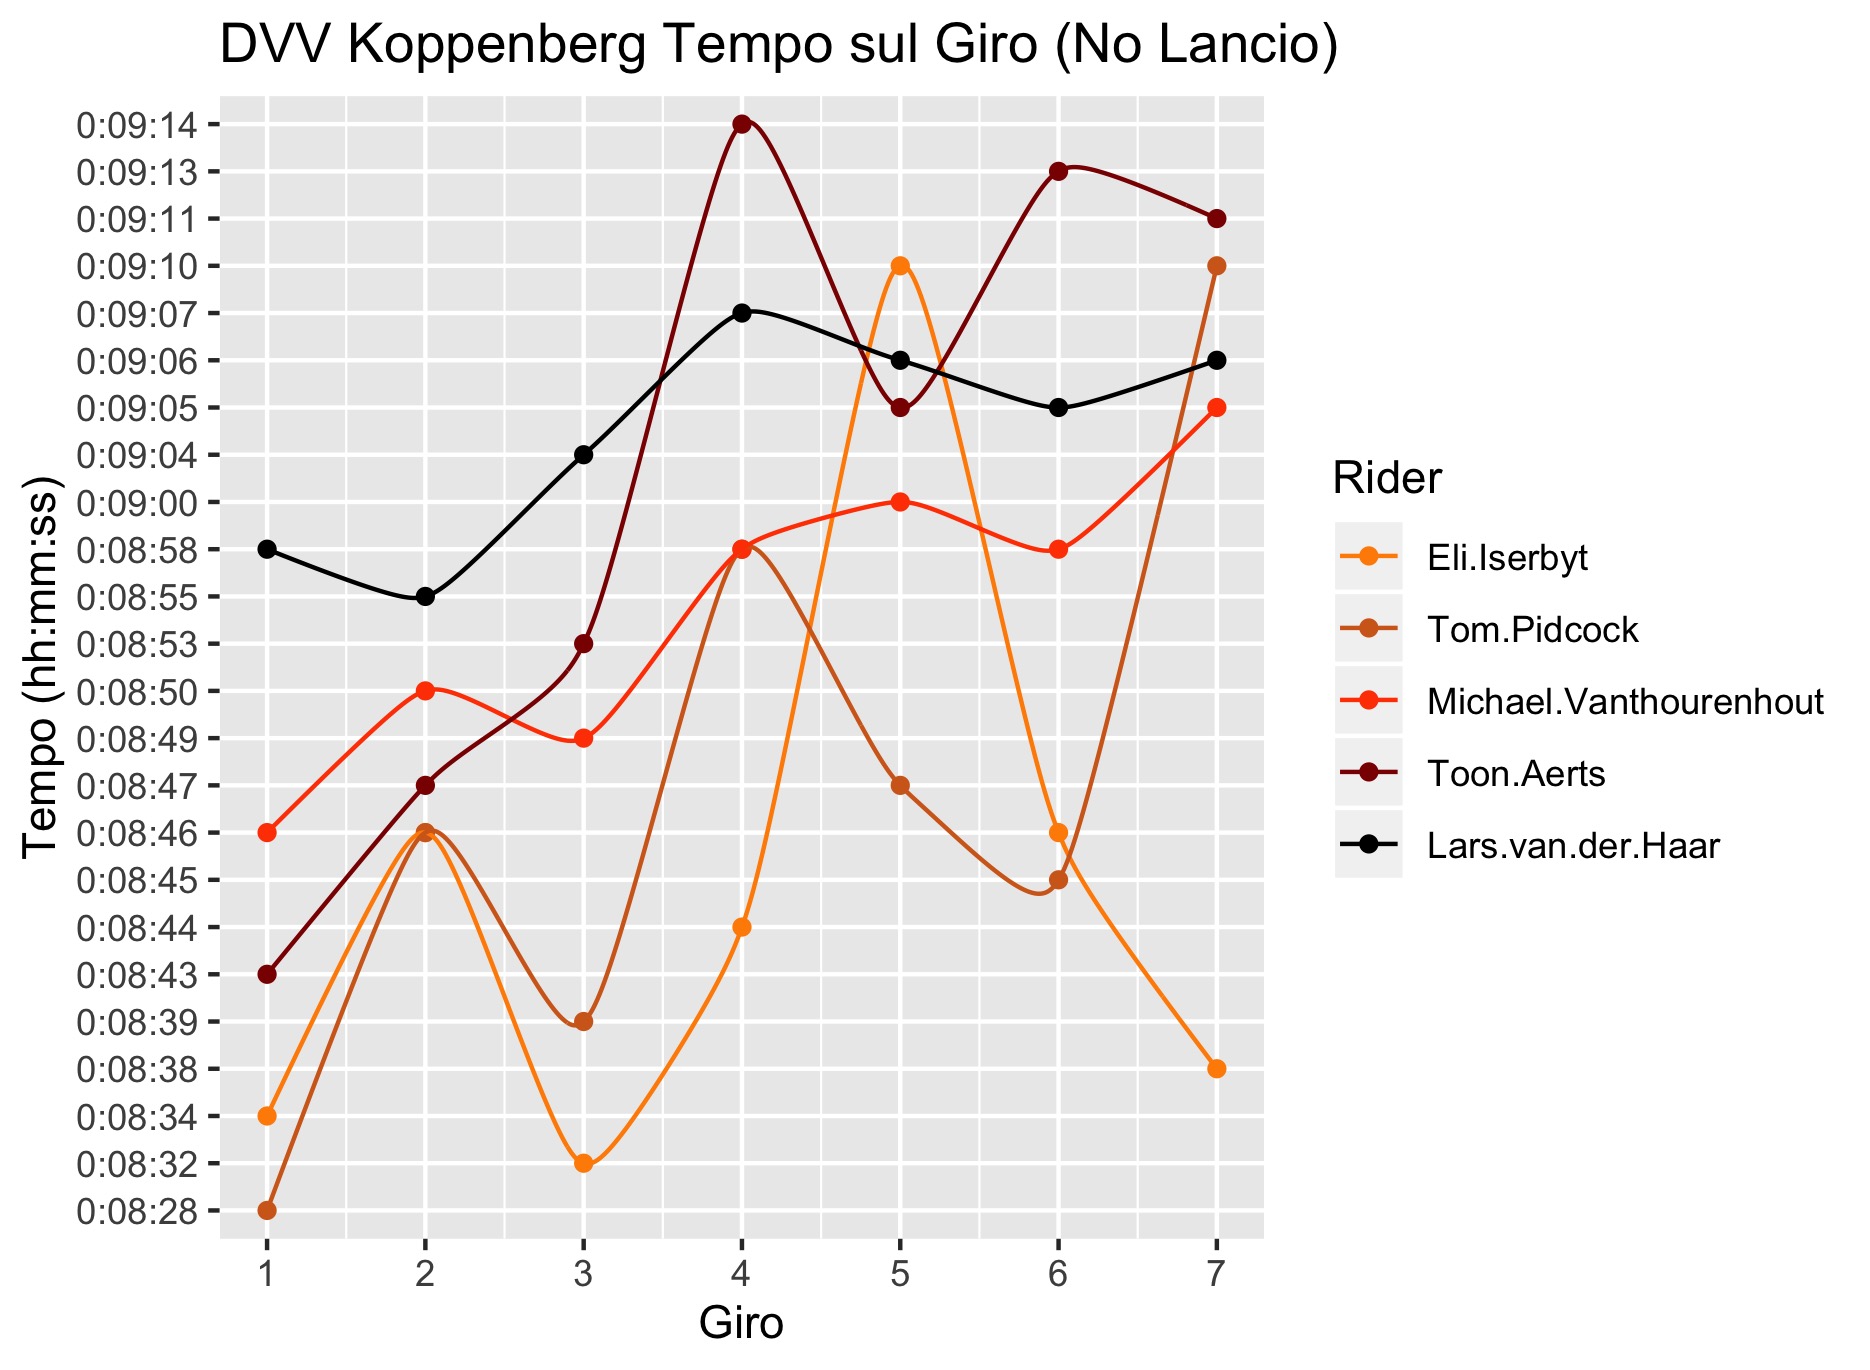 DVV Koppenberg Tempo sul Giro (No Lancio)
Tempo (hh:mm:ss)
0:09:14
0:09:13
0:09:11
0:09:10
0:09:07
0:09:06
0:09:05
0:09:04
0:09:00
0:08:58
0:08:55
0:08:53
0:08:50
0:08:49
0:08:47
0:08:46
0:08:45
0:08:44
0:08:43
0:08:39
0:08:38
0:08:34
0:08:32
0:08:28
1 2 3 4 5 6 7
Giro
Rider
Eli.Iserbyt
Tom.Pidcock
Michael.Vanthourenhout
Toon.Aerts
Lars.van.der.Haar